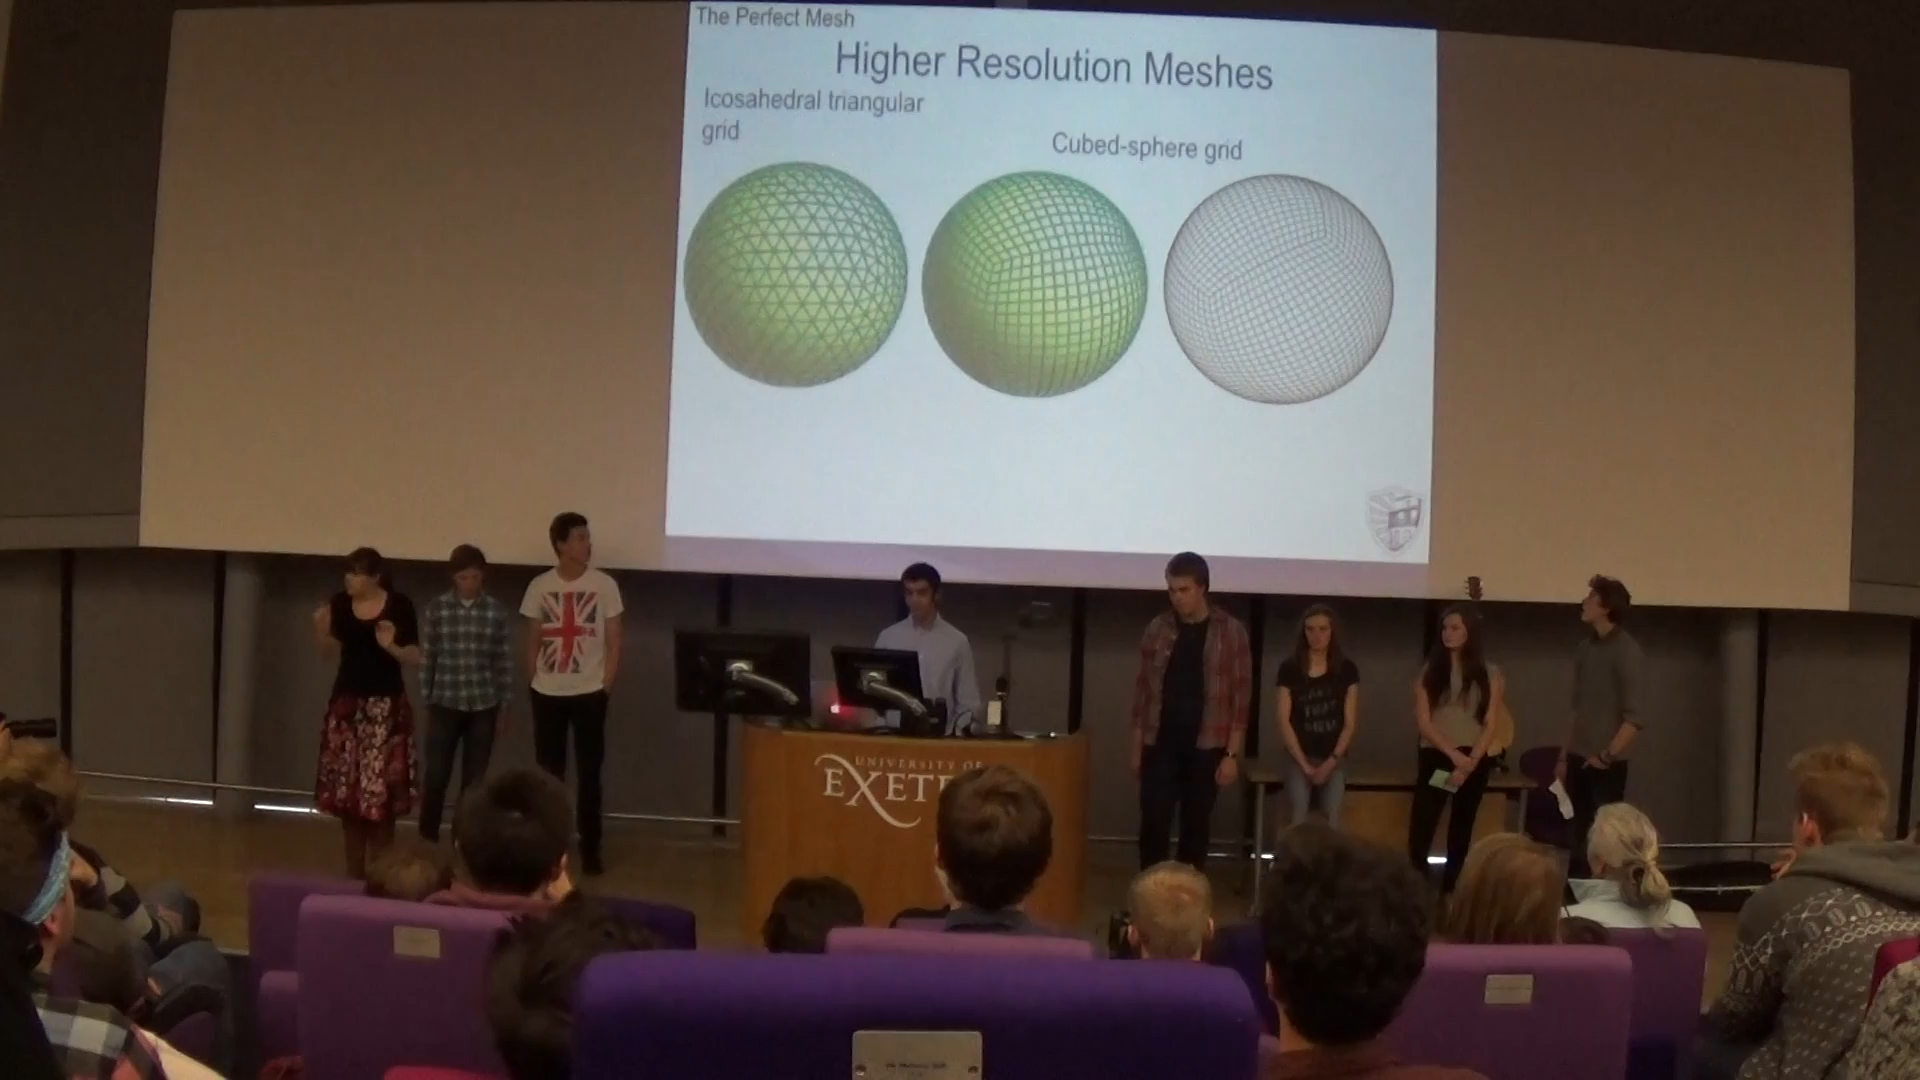 The Perfect Mesh
Higher Resolution Meshes
Icosahedral triangular
grid
Cubed-sphere grid
UNIVERSITY OF
EXETE